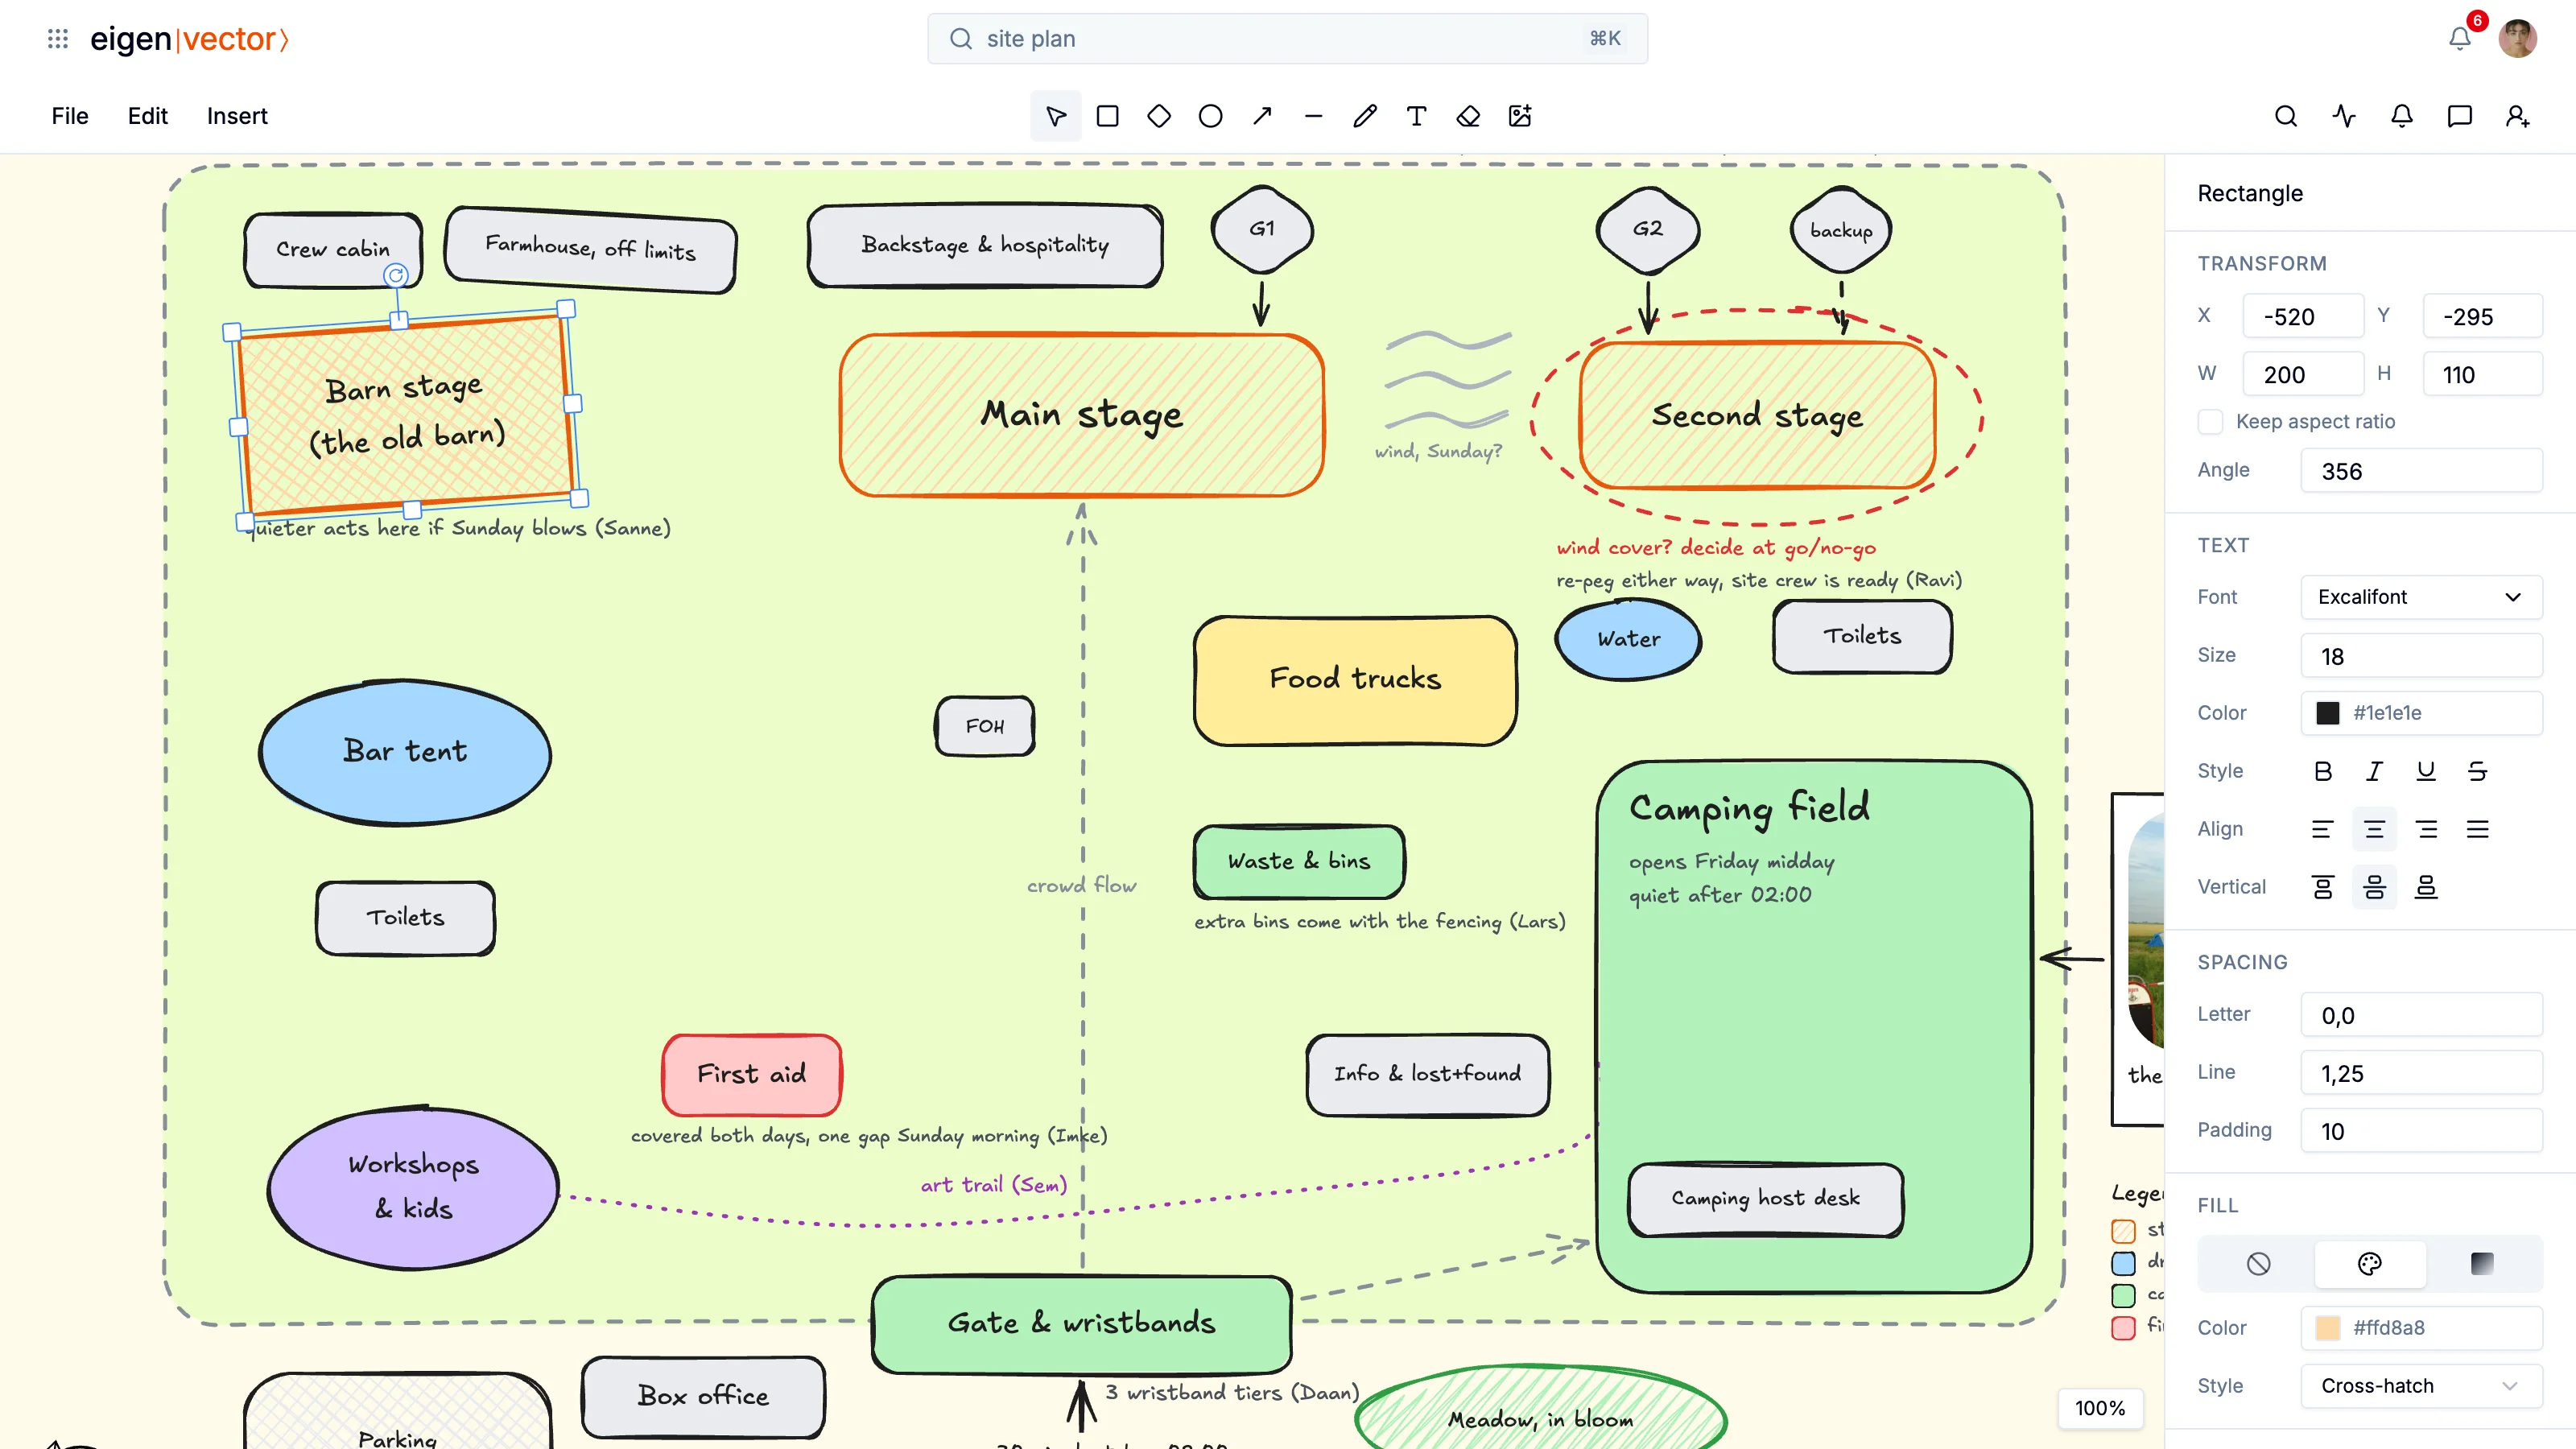 eigen|vector
site plan
⌘K
6
File
Edit
Insert
Crew cabin
Farmhouse, off limits
Backstage & hospitality
G1
G2
backup
Barn stage
(the old barn)
quieter acts here if Sunday blows (Sanne)
Main stage
wind, Sunday?
Second stage
wind cover? decide at go/no-go
re-peg either way, site crew is ready (Ravi)
Water
Toilets
Food trucks
Bar tent
FOH
Toilets
crowd flow
Waste & bins
extra bins come with the fencing (Lars)
Camping field
opens Friday midday
quiet after 02:00
First aid
covered both days, one gap Sunday morning (Imke)
Info & lost+found
art trail (Sem)
Workshops
& kids
Camping host desk
Gate & wristbands
Box office
3 wristband tiers (Daan)
Meadow, in bloom
Parking
the
100%
Rectangle
TRANSFORM
X
-520
Y
-295
W
200
H
110
Keep aspect ratio
Angle
356
TEXT
Font
Excalifont
Size
18
Color
#1e1e1e
Style
Align
Vertical
SPACING
Letter
0,0
Line
1,25
Padding
10
FILL
Color
#ffd8a8
Style
Cross-hatch